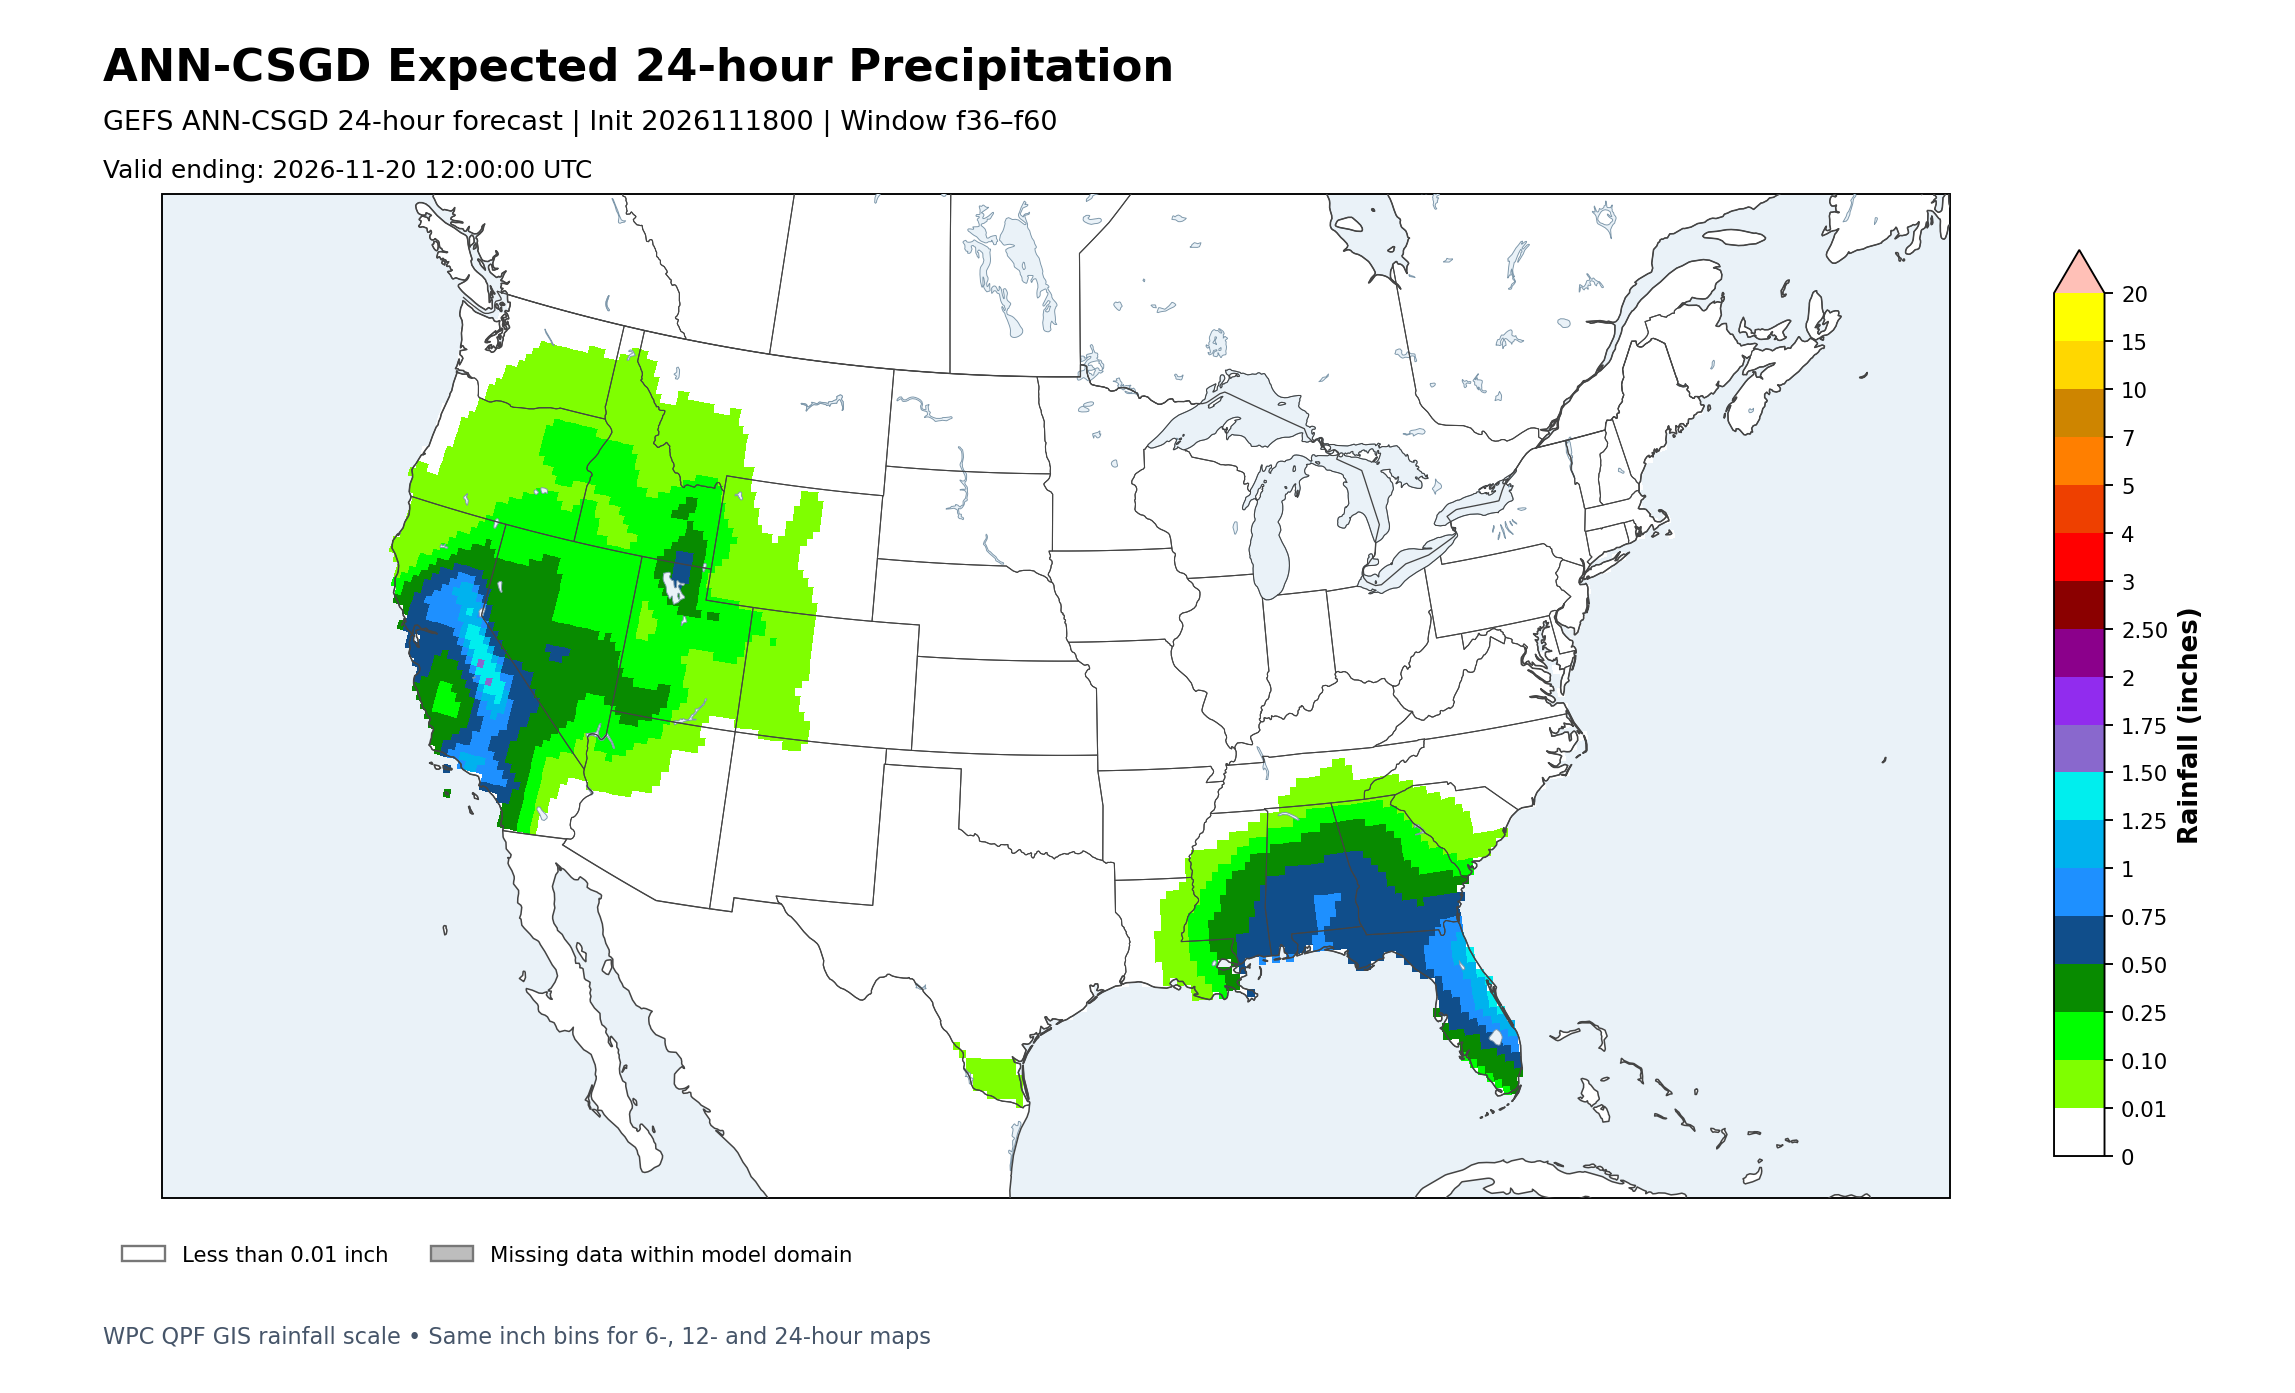 ANN-CSGD Expected 24-hour Precipitation
GEFS ANN-CSGD 24-hour forecast | Init 2026111800 | Window f36–f60
Valid ending: 2026-11-20 12:00:00 UTC
20
15
10
7
5
4
3
2.50
2
1.75
1.50
1.25
1
0.75
0.50
0.25
0.10
0.01
0
Rainfall (inches)
Less than 0.01 inch
Missing data within model domain
WPC QPF GIS rainfall scale • Same inch bins for 6-, 12- and 24-hour maps